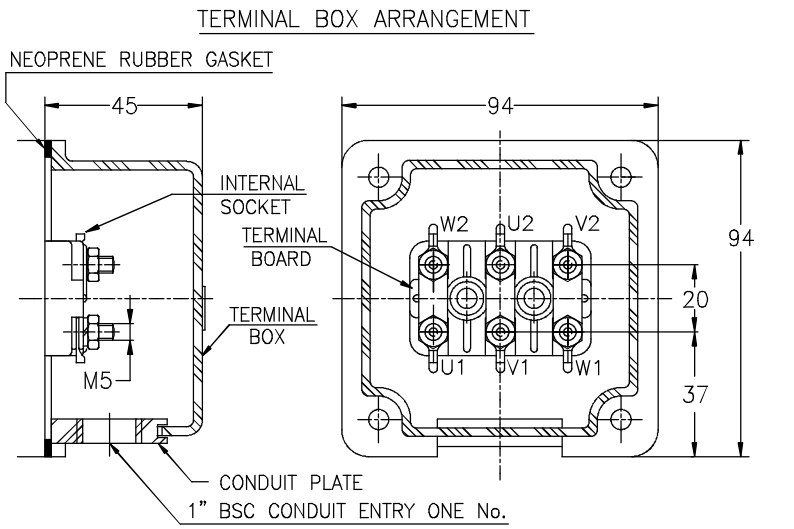 TERMINAL BOX ARRANGEMENT
NEOPRENE RUBBER GASKET
45
94
INTERNAL
SOCKET
W2 U2 V2
TERMINAL
BOARD
94
20
TERMINAL
BOX
M5
U1 V1 W1
37
CONDUIT PLATE
1" BSC CONDUIT ENTRY ONE No.